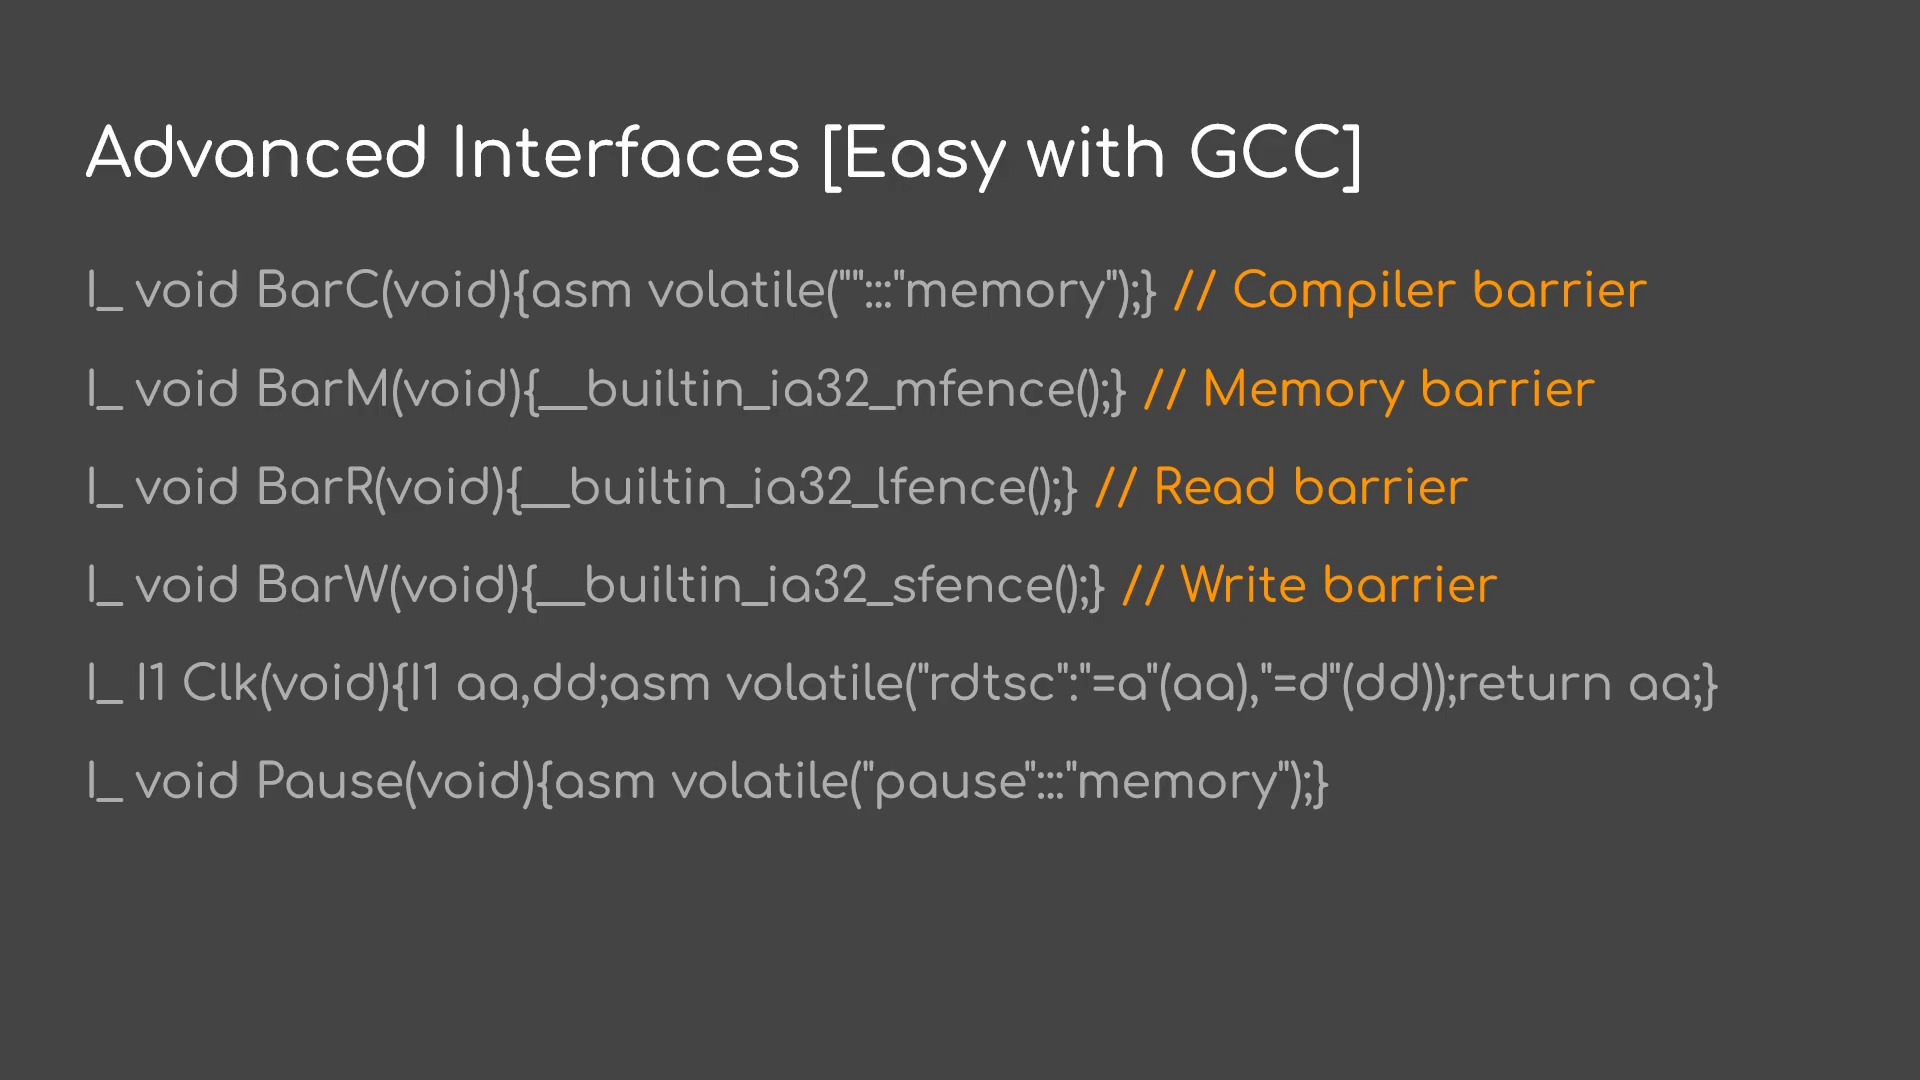 Advanced Interfaces [Easy with GCC]
I_ void BarC(void){asm volatile("":::"memory");} // Compiler barrier
I_ void BarM(void){__builtin_ia32_mfence();} // Memory barrier
I_ void BarR(void){__builtin_ia32_lfence();} // Read barrier
I_ void BarW(void){__builtin_ia32_sfence();} // Write barrier
I_ I1 Clk(void){I1 aa,dd;asm volatile("rdtsc":"=a"(aa),"=d"(dd));return aa;}
I_ void Pause(void){asm volatile("pause":::"memory");}